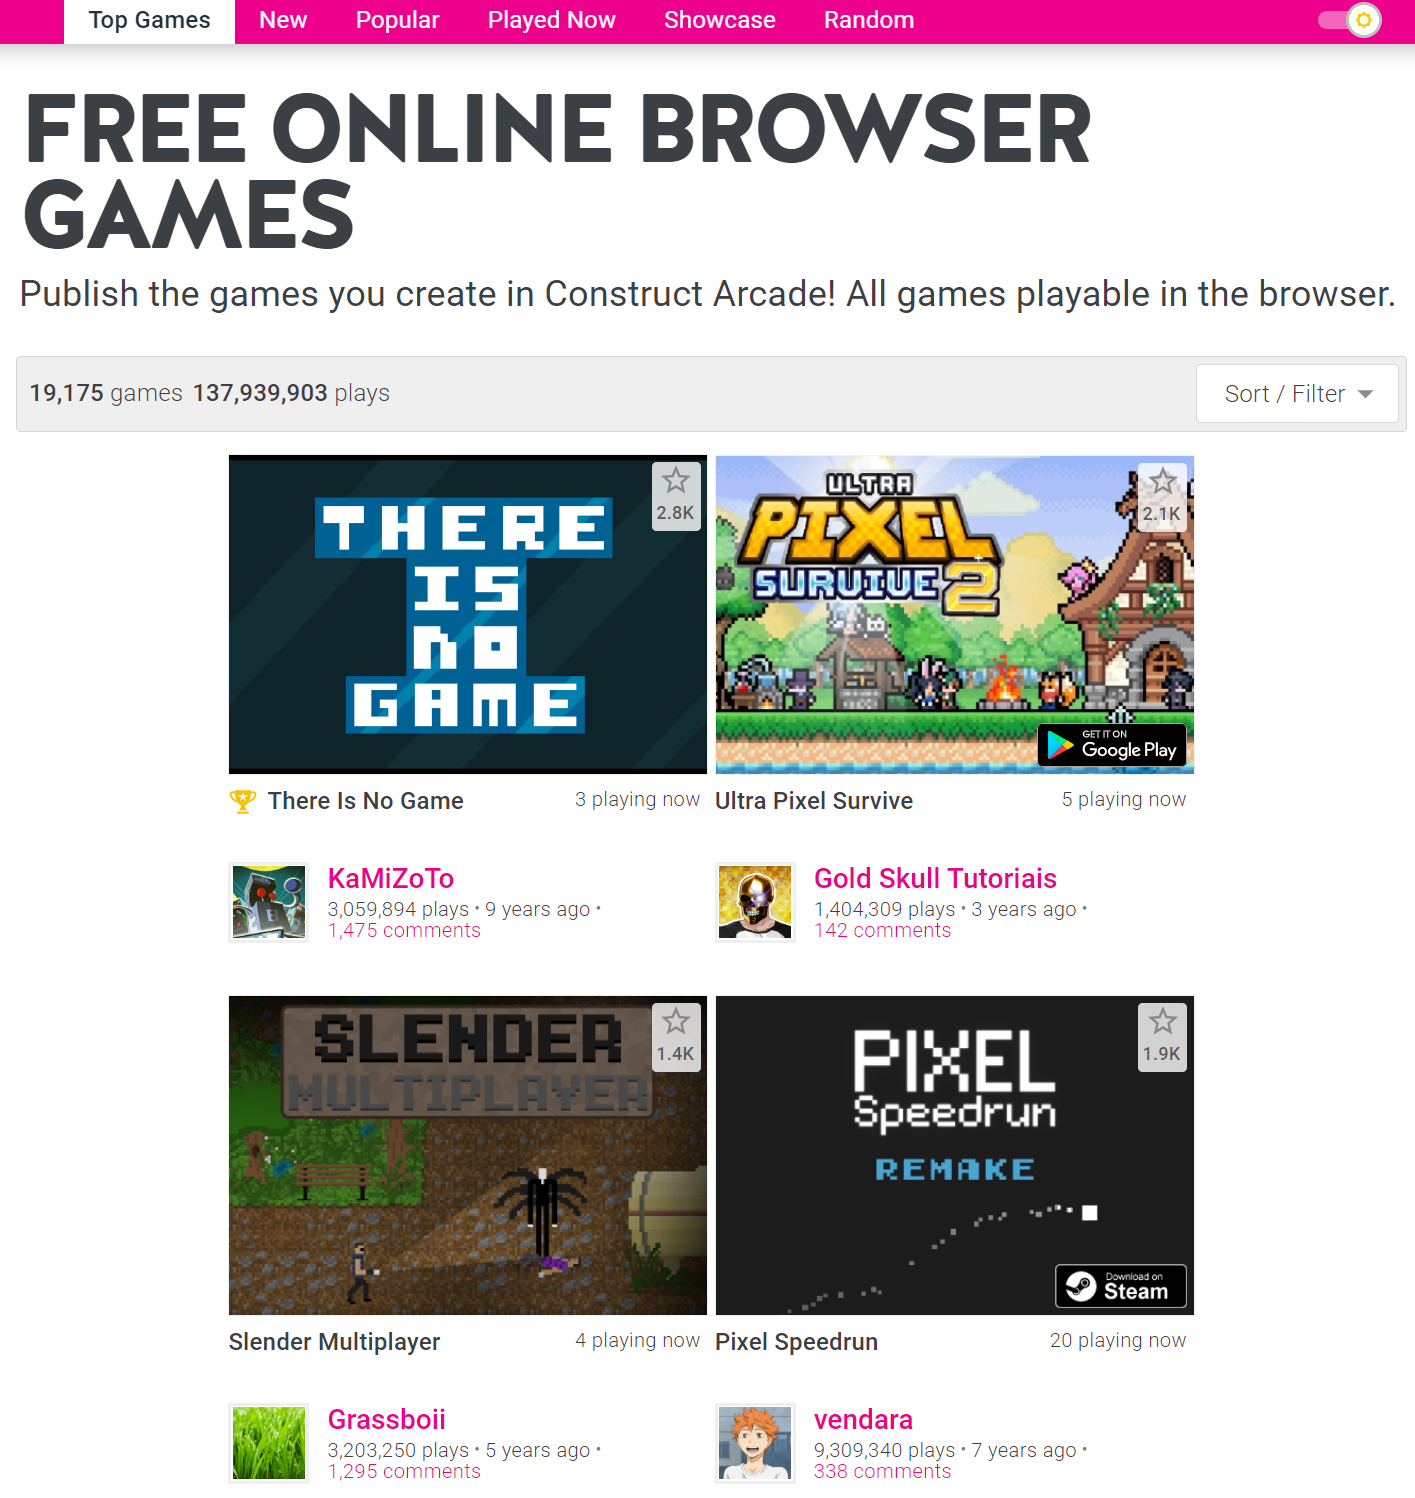 Top Games New Popular Played Now Showcase Random
FREE ONLINE BROWSER
GAMES
Publish the games you create in Construct Arcade! All games playable in the browser.
19,175 games 137,939,903 plays
Sort / Filter
THERE
IS
NO
GAME
2.8K
ULTRA
PIXEL
SURVIVE 2
2.1K
GET IT ON
Google Play
There Is No Game 3 playing now
Ultra Pixel Survive 5 playing now
KaMiZoTo
3,059,894 plays • 9 years ago •
1,475 comments
Gold Skull Tutoriais
1,404,309 plays • 3 years ago •
142 comments
SLENDER
MULTIPLAYER
1.4K
PIXEL
Speedrun
REMAKE
1.9K
Download on
Steam
Slender Multiplayer 4 playing now
Pixel Speedrun 20 playing now
Grassboii
3,203,250 plays • 5 years ago •
1,295 comments
vendara
9,309,340 plays • 7 years ago •
338 comments